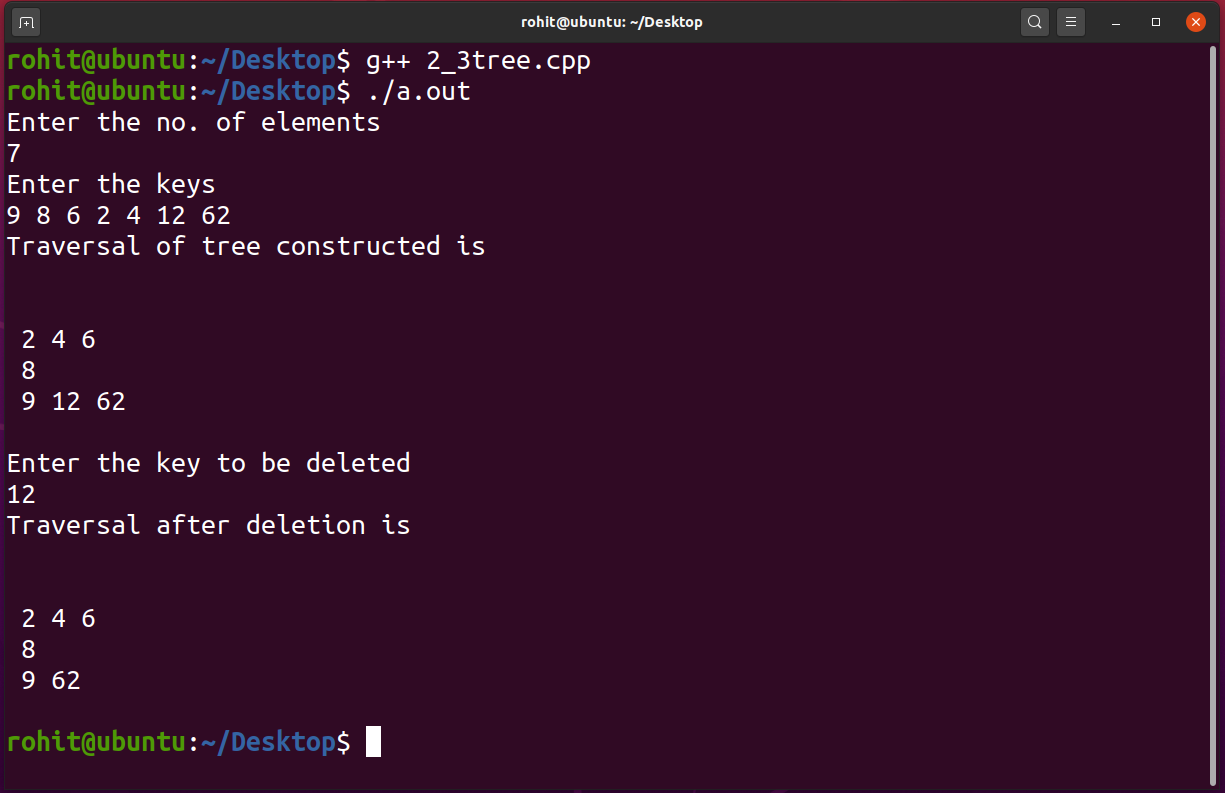 rohit@ubuntu: ~/Desktop
rohit@ubuntu:~/Desktop$ g++ 2_3tree.cpp
rohit@ubuntu:~/Desktop$ ./a.out
Enter the no. of elements
7
Enter the keys
9 8 6 2 4 12 62
Traversal of tree constructed is
2 4 6
8
9 12 62
Enter the key to be deleted
12
Traversal after deletion is
2 4 6
8
9 62
rohit@ubuntu:~/Desktop$